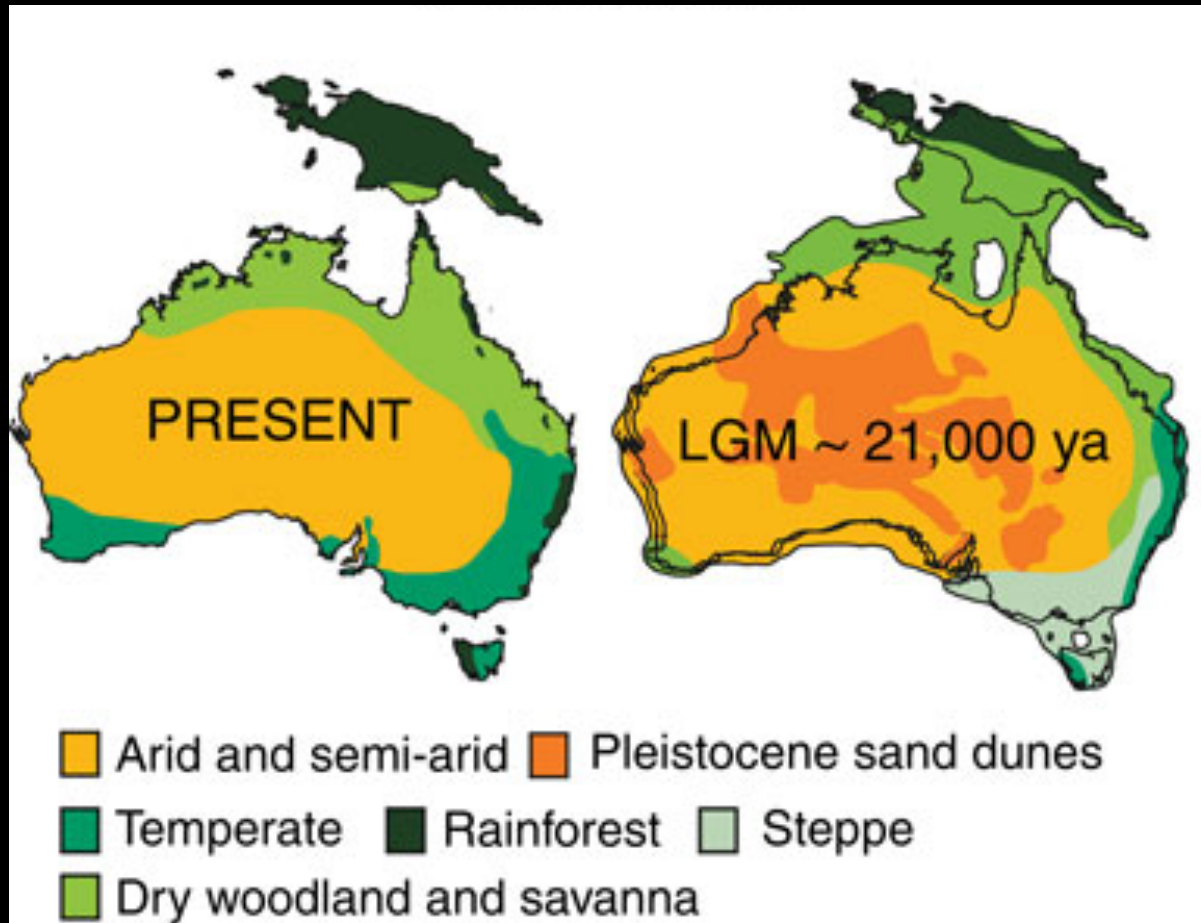 PRESENT
LGM ~ 21,000 ya
Arid and semi-arid
Pleistocene sand dunes
Temperate
Rainforest
Steppe
Dry woodland and savanna